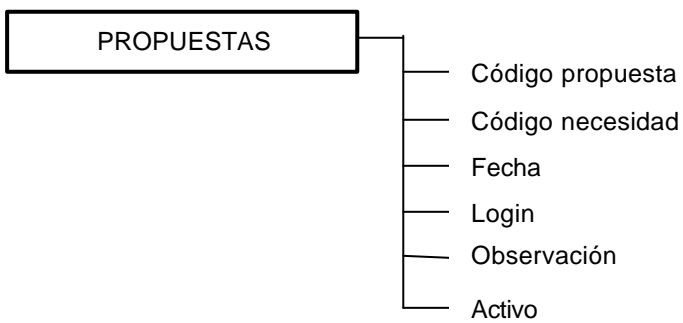 PROPUESTAS
Código propuesta
Código necesidad
Fecha
Login
Observación
Activo